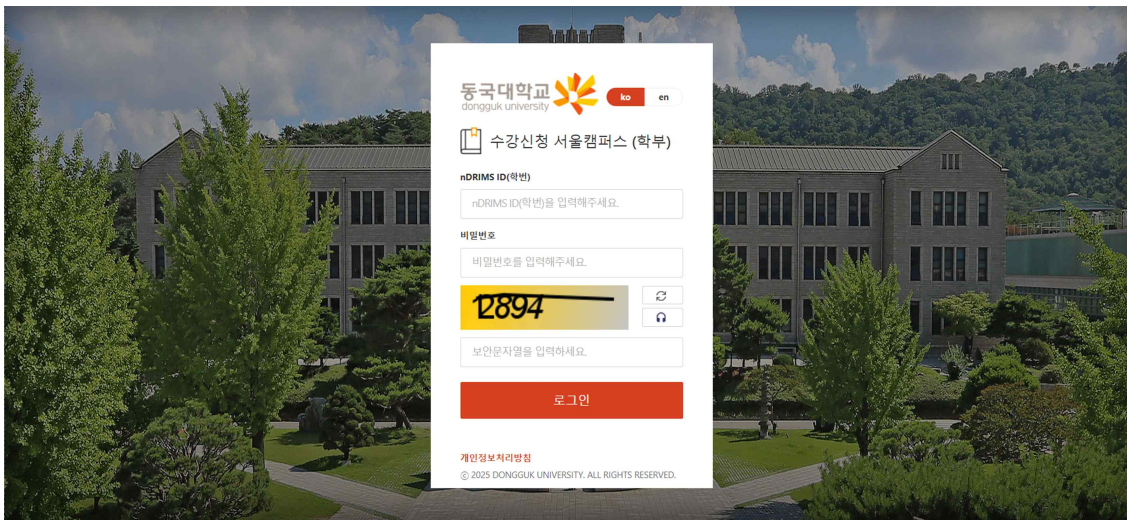 동국대학교
dongguk university
ko en
수강신청 서울캠퍼스 (학부)
nDRIMS ID(학번)
nDRIMS ID(학번)을 입력해주세요.
비밀번호
비밀번호를 입력해주세요.
12894
보안문자열을 입력하세요.
로그인
개인정보처리방침
ⓒ 2025 DONGGUK UNIVERSITY. ALL RIGHTS RESERVED.